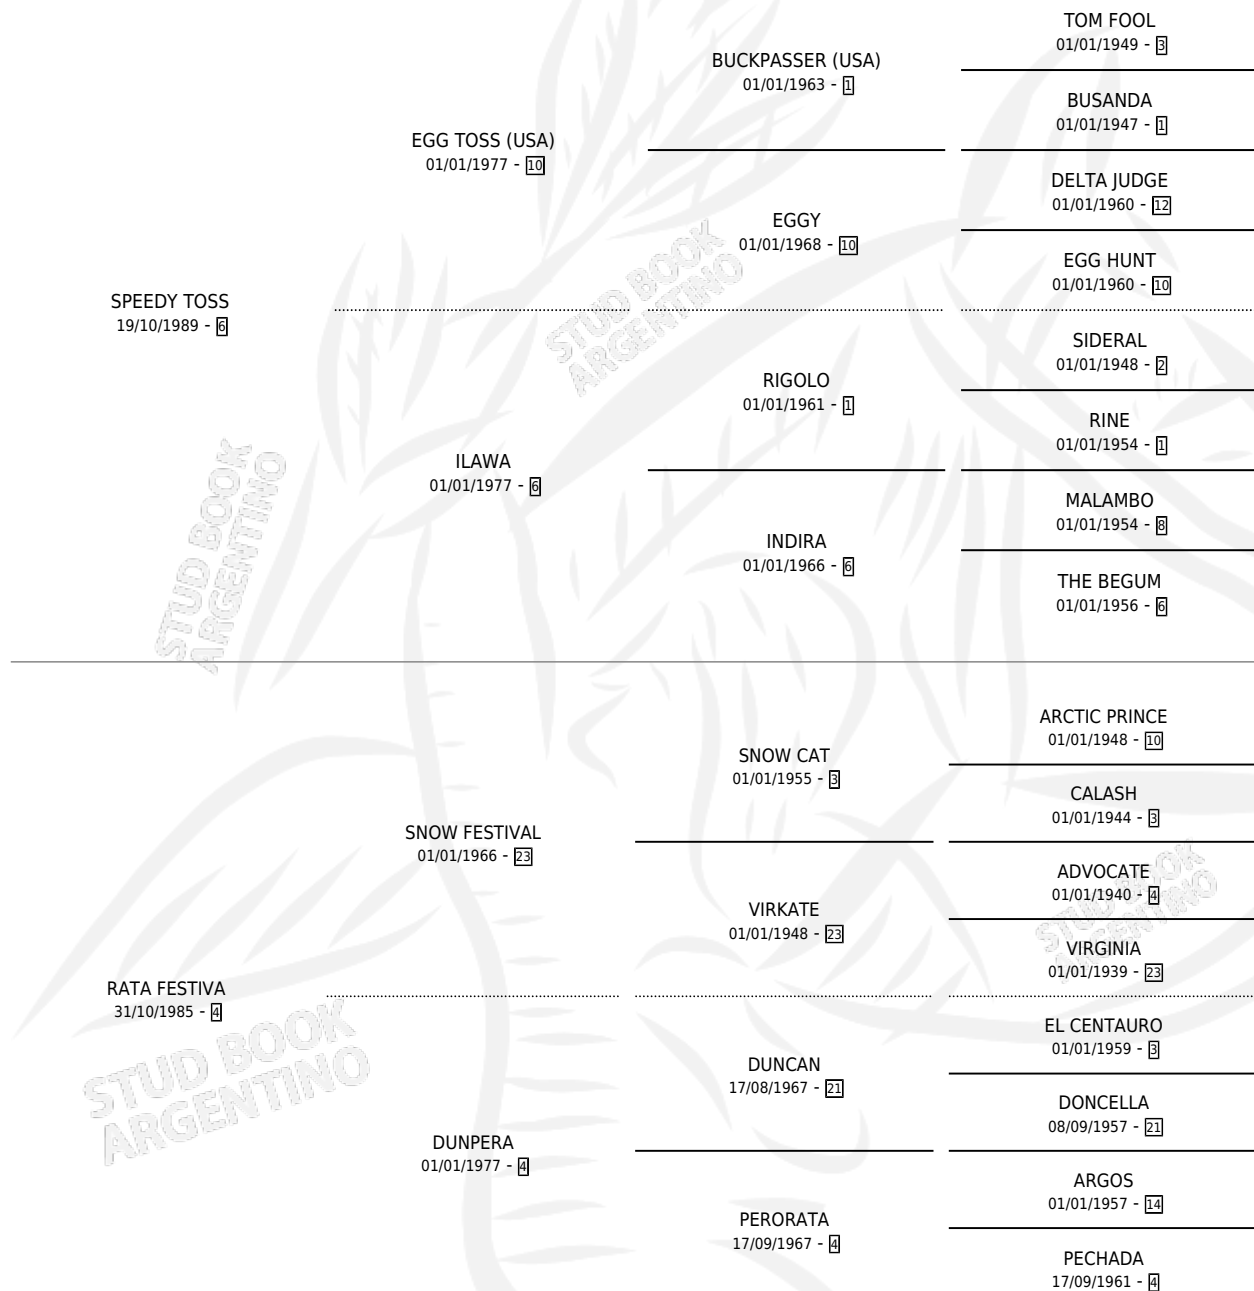 TOM FOOL
01/01/1949 - 3
BUCKPASSER (USA)
01/01/1963 - 1
BUSANDA
01/01/1947 - 1
EGG TOSS (USA)
01/01/1977 - 10
DELTA JUDGE
01/01/1960 - 12
EGGY
01/01/1968 - 10
EGG HUNT
01/01/1960 - 10
SPEEDY TOSS
19/10/1989 - 6
SIDERAL
01/01/1948 - 2
RIGOLO
01/01/1961 - 1
RINE
01/01/1954 - 1
ILAWA
01/01/1977 - 6
MALAMBO
01/01/1954 - 8
INDIRA
01/01/1966 - 6
THE BEGUM
01/01/1956 - 6
ARCTIC PRINCE
01/01/1948 - 10
SNOW CAT
01/01/1955 - 3
CALASH
01/01/1944 - 3
SNOW FESTIVAL
01/01/1966 - 23
ADVOCATE
01/01/1940 - 4
VIRKATE
01/01/1948 - 23
VIRGINIA
01/01/1939 - 23
RATA FESTIVA
31/10/1985 - 4
EL CENTAURO
01/01/1959 - 3
DUNCAN
17/08/1967 - 21
DONCELLA
08/09/1957 - 21
DUNPERA
01/01/1977 - 4
ARGOS
01/01/1957 - 14
PERORATA
17/09/1967 - 4
PECHADA
17/09/1961 - 4
STUD BOOK
ARGENTINO
STUD BOOK
ARGENTINO
STUD BOOK
ARGENTINO
STUD BOOK
ARGENTINO